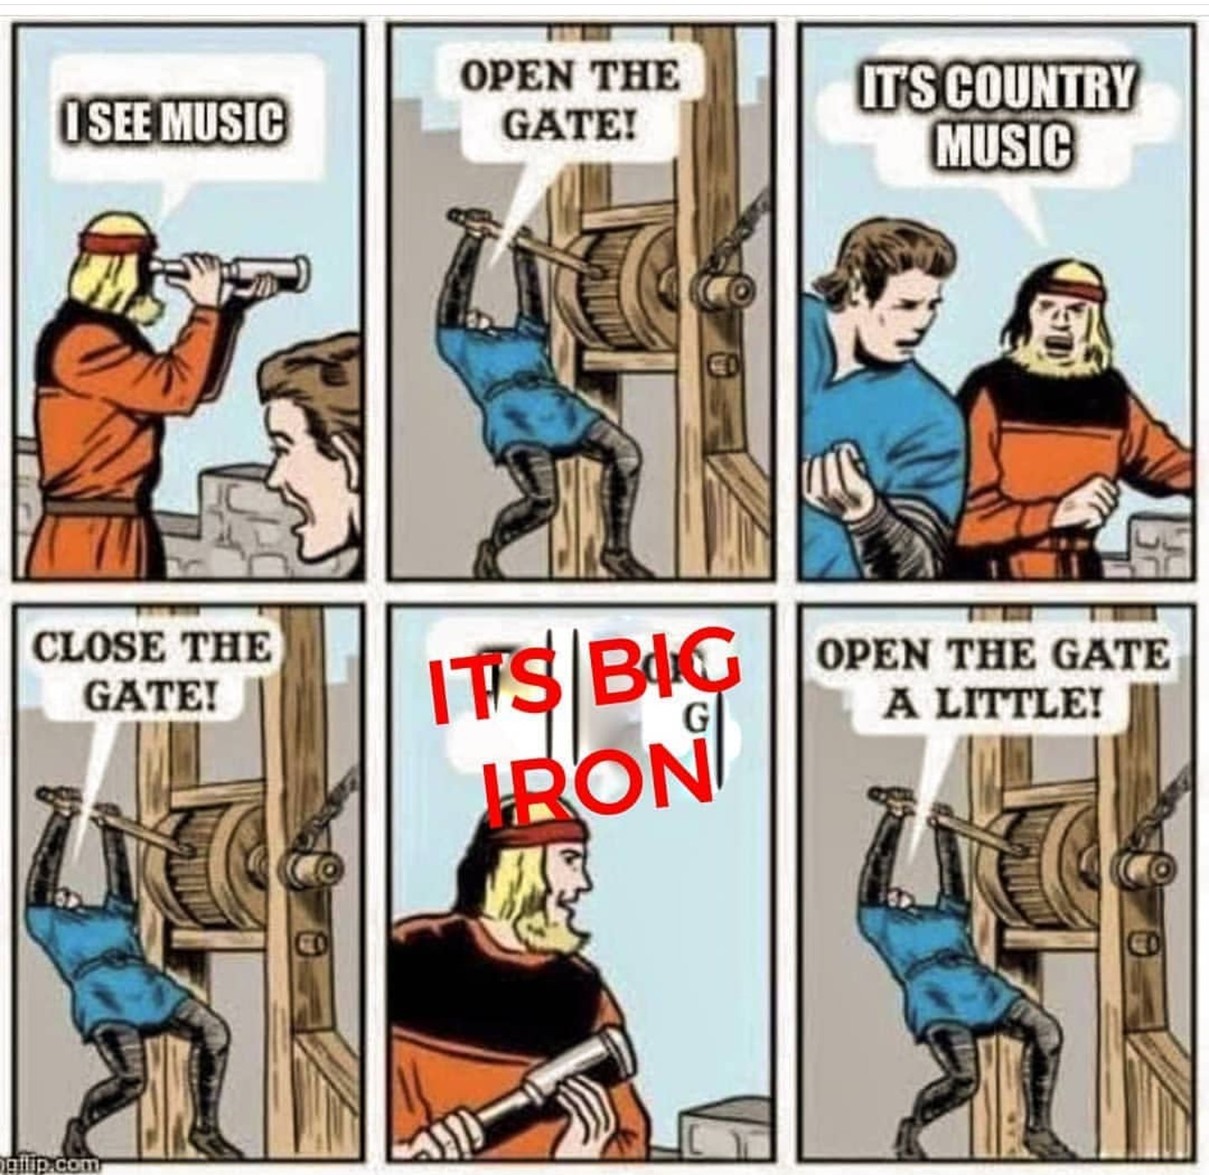 I SEE MUSIC
OPEN THE
GATE!
IT'S COUNTRY
MUSIC
CLOSE THE
GATE!
ITS BIG
G
IRON
OPEN THE GATE
A LITTLE!
gflip.com